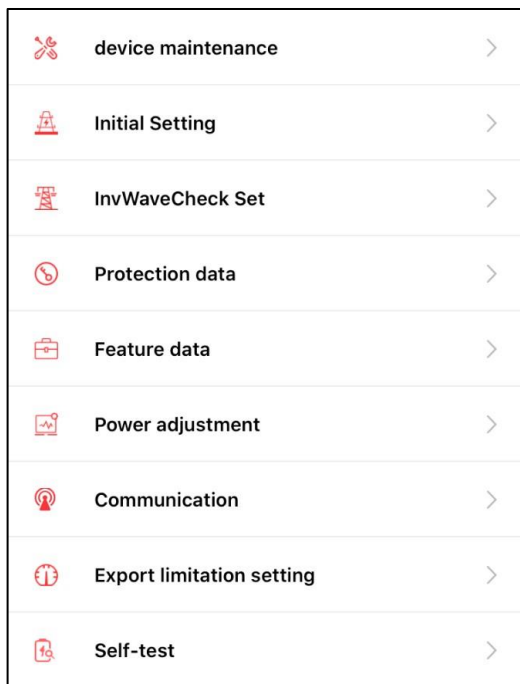 device maintenance
Initial Setting
InvWaveCheck Set
Protection data
Feature data
Power adjustment
Communication
Export limitation setting
Self-test